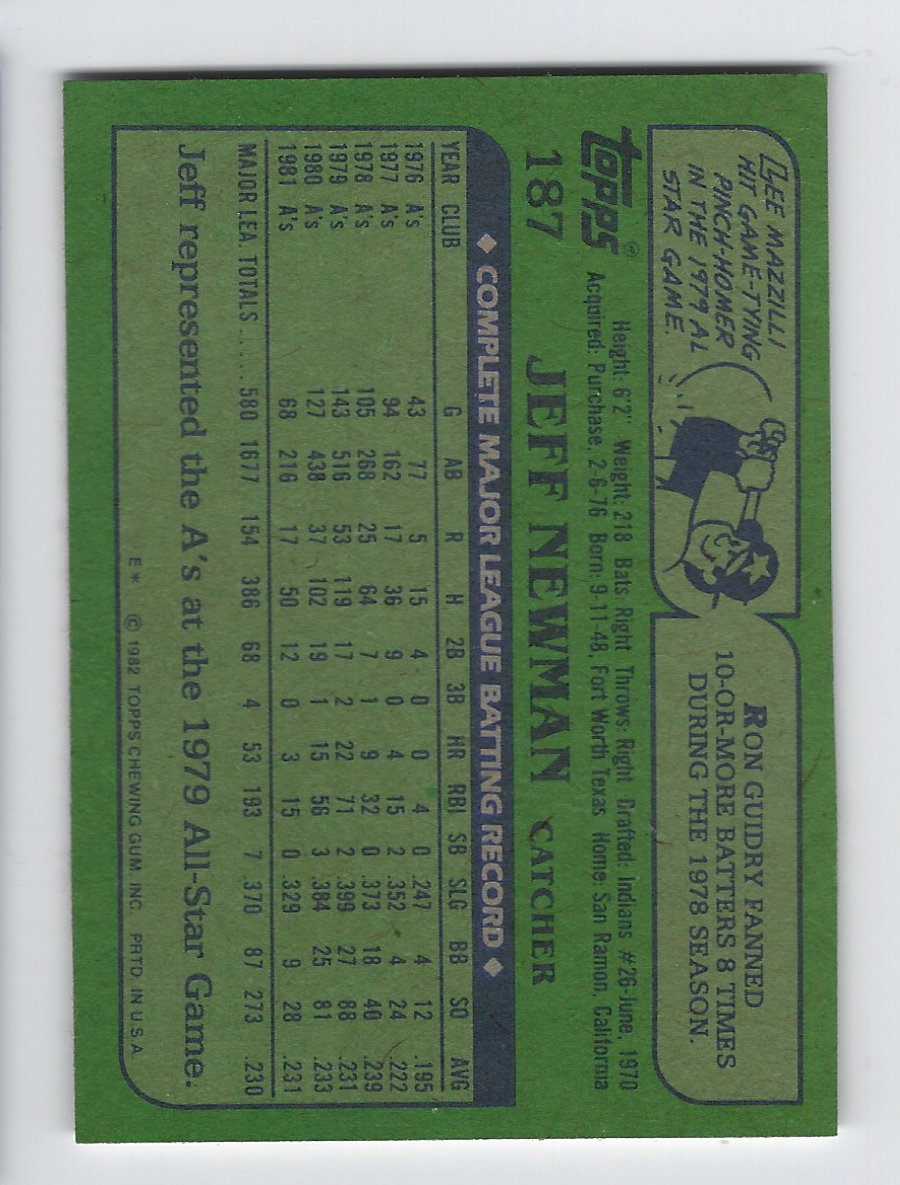 LEE MAZZILLI
HIT GAME-TYING
PINCH-HOMER
IN THE 1979 AL
STAR GAME.
RON GUIDRY FANNED
10-OR-MORE BATTERS 8 TIMES
DURING THE 1978 SEASON.
Topps®
Height: 6'2" Weight: 218 Bats: Right Throws: Right Drafted: Indians #26-June, 1970
Acquired: Purchase, 2-6-76 Born: 9-11-48, Fort Worth Texas Home: San Ramon, California
187 JEFF NEWMAN CATCHER
◆ COMPLETE MAJOR LEAGUE BATTING RECORD ◆
YEAR CLUB G AB R H 2B 3B HR RBI SB SLG BB SO AVG
1976 A's 43 77 5 15 4 0 0 4 0 .247 4 12 .195
1977 A's 94 162 17 36 9 0 4 15 2 .352 4 24 .222
1978 A's 105 268 25 64 7 1 9 32 0 .373 18 40 .239
1979 A's 143 516 53 119 17 2 22 71 2 .399 27 88 .231
1980 A's 127 438 37 102 19 1 15 56 3 .384 25 81 .233
1981 A's 68 216 17 50 12 0 3 15 0 .329 9 28 .231
MAJOR LEA. TOTALS..... 580 1677 154 386 68 4 53 193 7 .370 87 273 .230
Jeff represented the A's at the 1979 All-Star Game.
E* © 1982 TOPPS CHEWING GUM INC. PRTD. IN U.S.A.